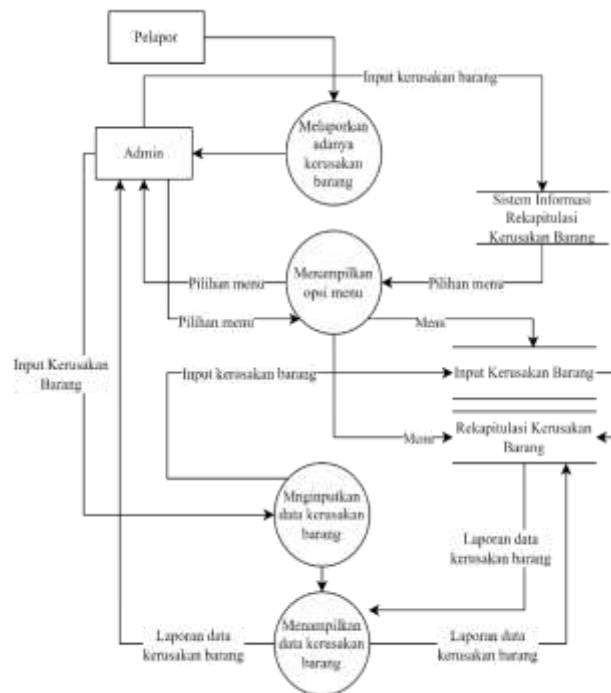 Pelapor
Input kerusakan barang
Melaporkan
adanya
kerusakan
barang
Admin
Sistem Informasi
Rekapitulasi
Kerusakan Barang
Menampilkan
opsi menu
Pilihan menu
Pilihan menu
Pilihan menu
Menu
Input Kerusakan
Barang
Input kerusakan barang
Input Kerusakan Barang
Rekapitulasi Kerusakan
Barang
Menu
Mnginputkan
data kerusakan
barang
Laporan data
kerusakan barang
Menampilkan
data kerusakan
barang
Laporan data
kerusakan barang
Laporan data
kerusakan barang